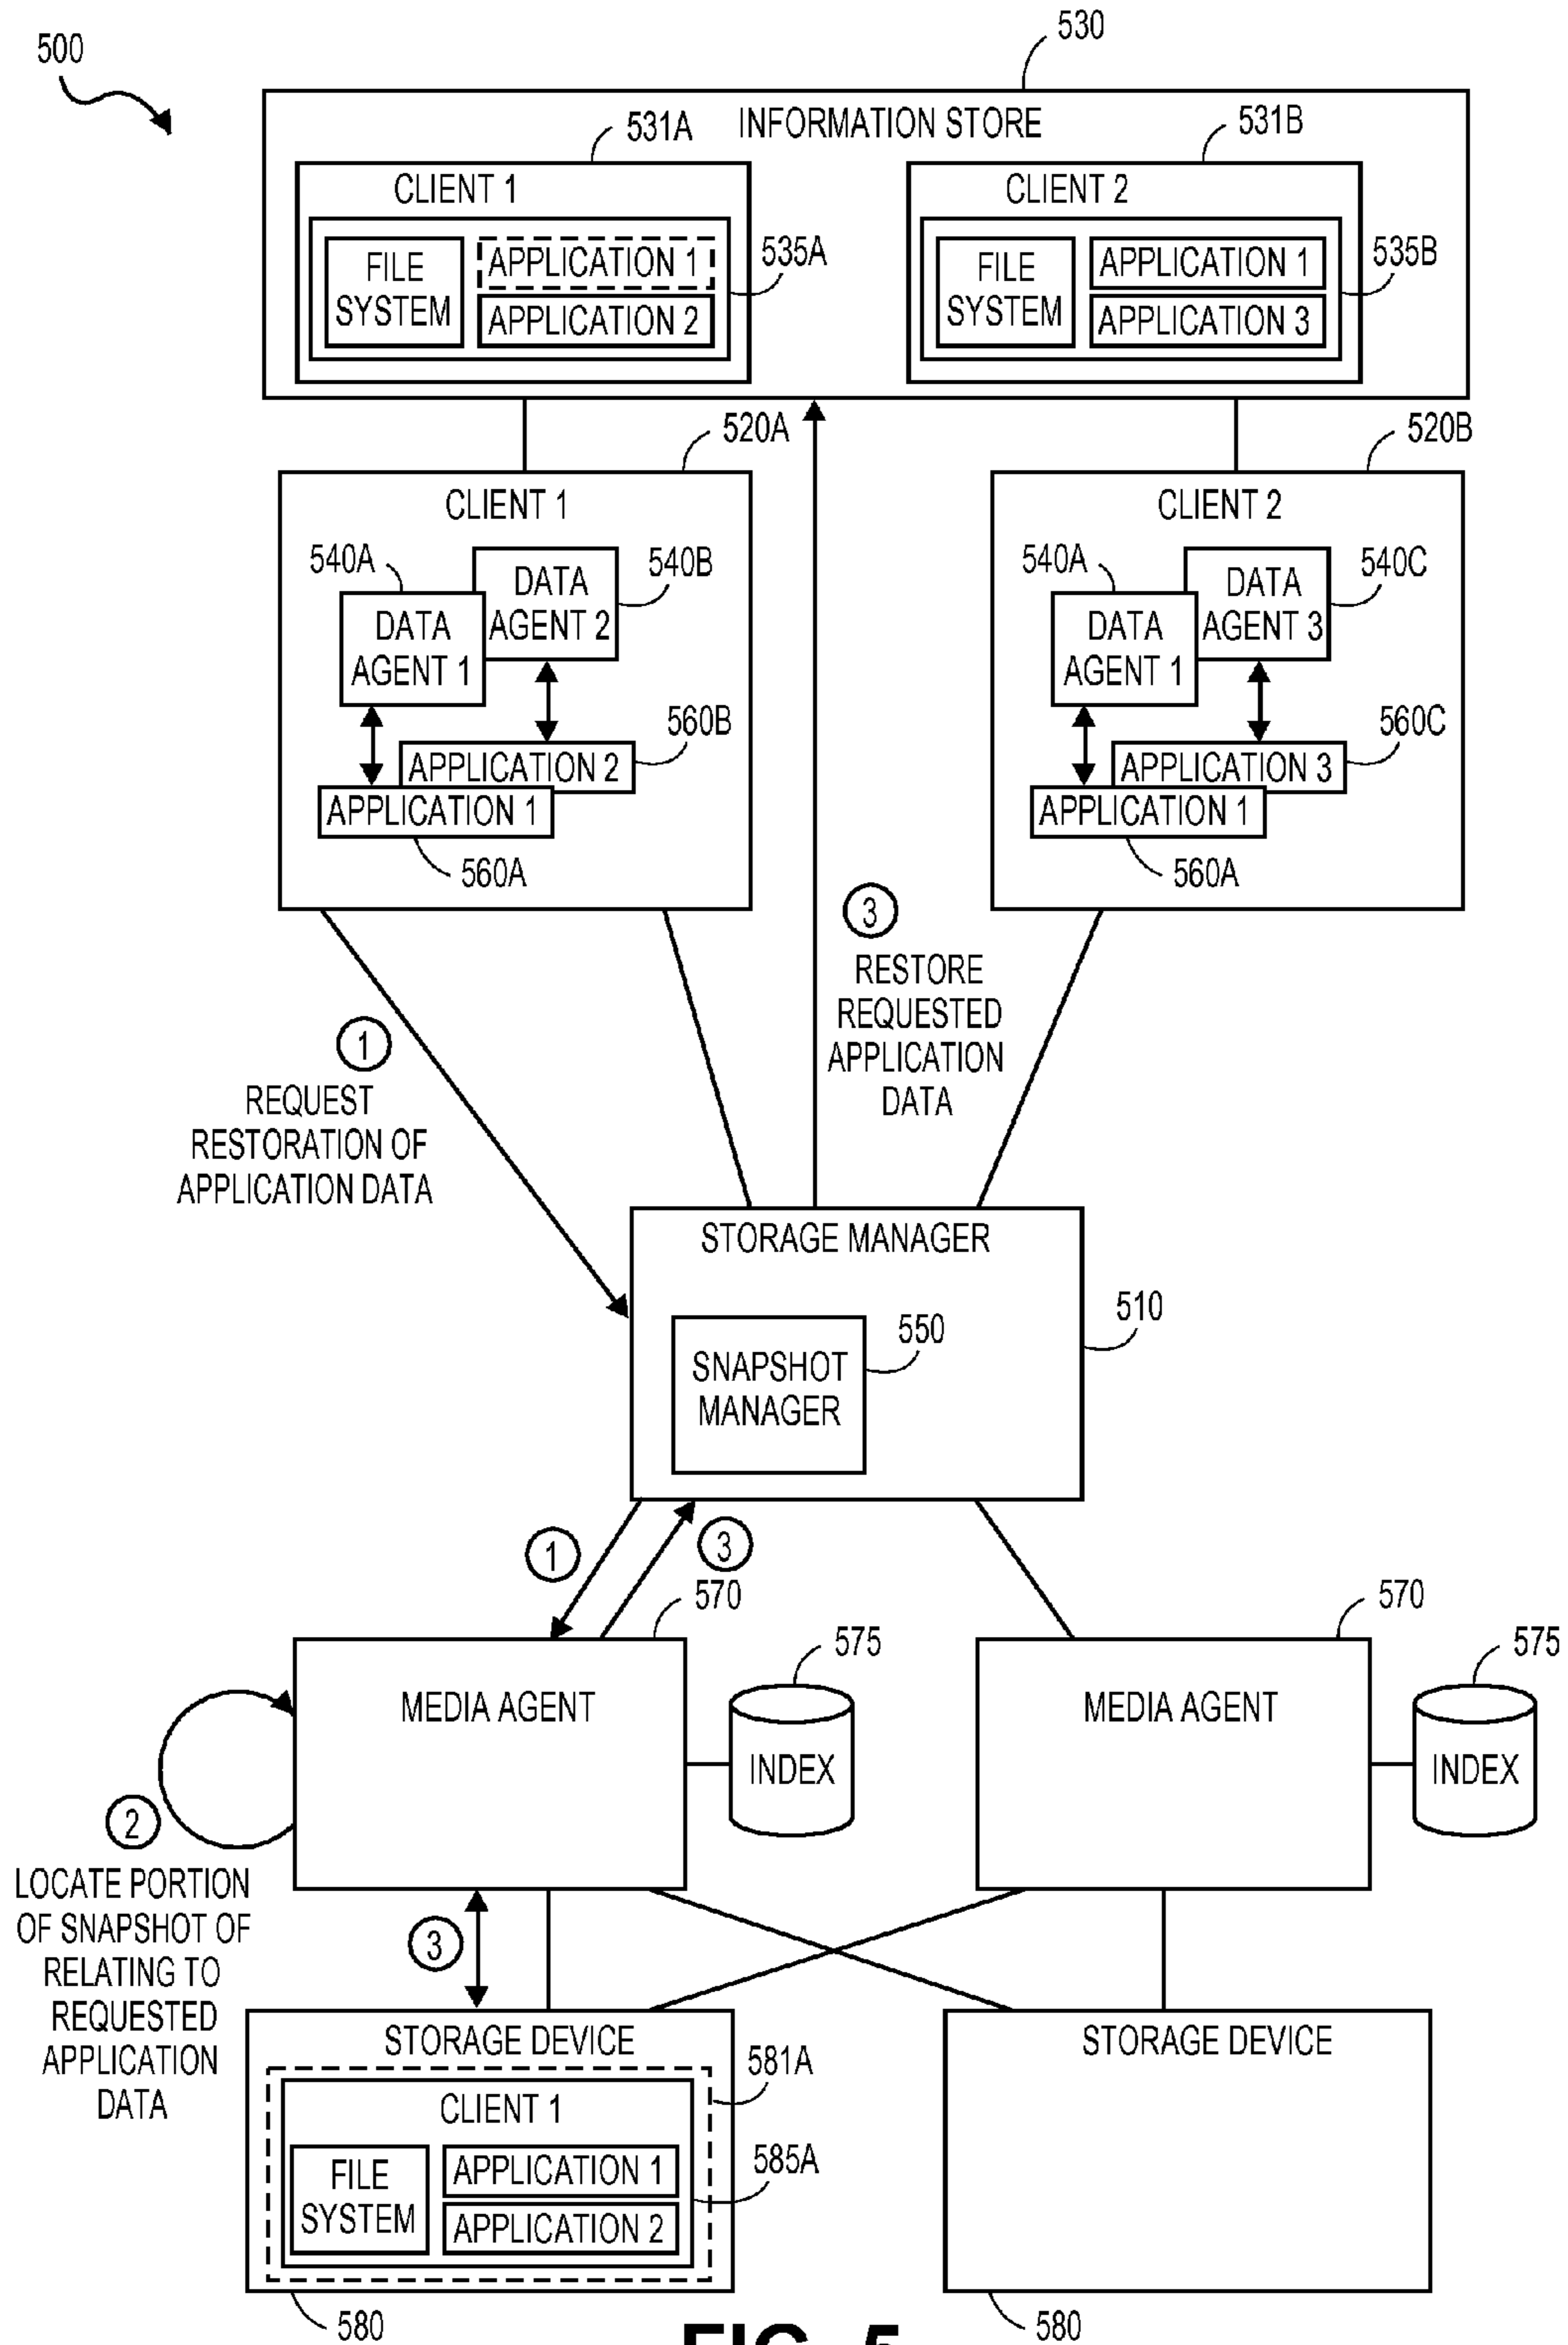 500
530
INFORMATION STORE
531A
531B
CLIENT 1
CLIENT 2
FILE
SYSTEM
APPLICATION 1
APPLICATION 2
535A
FILE
SYSTEM
APPLICATION 1
APPLICATION 3
535B
520A
520B
CLIENT 1
540A
DATA
AGENT 1
DATA
AGENT 2
540B
560B
APPLICATION 2
APPLICATION 1
560A
CLIENT 2
540A
DATA
AGENT 1
DATA
AGENT 3
540C
560C
APPLICATION 3
APPLICATION 1
560A
3
RESTORE
REQUESTED
APPLICATION
DATA
1
REQUEST
RESTORATION OF
APPLICATION DATA
STORAGE MANAGER
510
550
SNAPSHOT
MANAGER
1
3
570
570
MEDIA AGENT
575
INDEX
MEDIA AGENT
575
INDEX
2
LOCATE PORTION
OF SNAPSHOT OF
RELATING TO
REQUESTED
APPLICATION
DATA
3
STORAGE DEVICE
581A
CLIENT 1
FILE
SYSTEM
APPLICATION 1
APPLICATION 2
585A
580
STORAGE DEVICE
580
FIG. 5